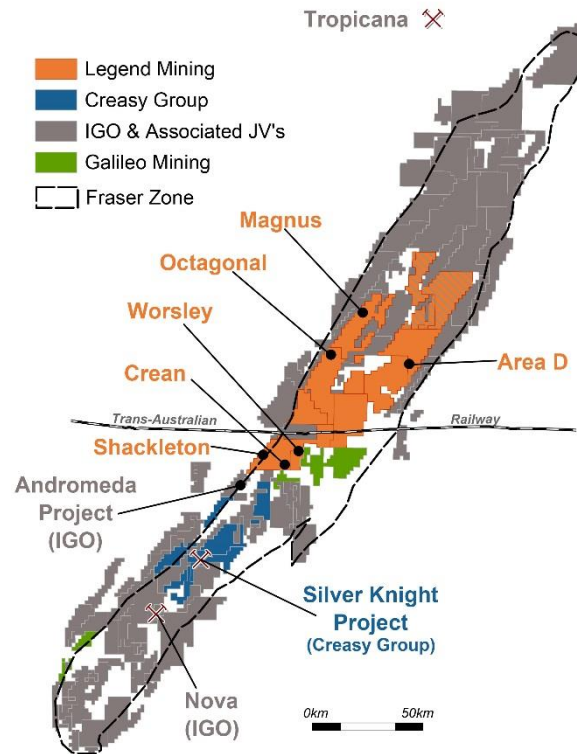 Tropicana
Legend Mining
Creasy Group
IGO & Associated JV's
Galileo Mining
Fraser Zone
Magnus
Octagonal
Worsley
Crean
Area D
Trans-Australian
Railway
Shackleton
Andromeda
Project
(IGO)
Silver Knight
Project
(Creasy Group)
Nova
(IGO)
0km
50km